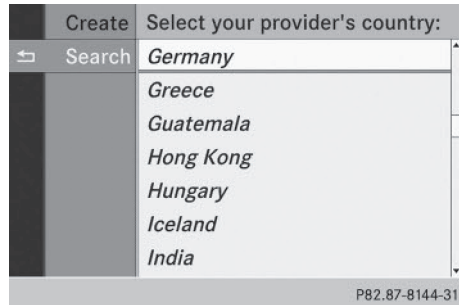 Create Select your provider's country:
Search Germany
Greece
Guatemala
Hong Kong
Hungary
Iceland
India
P82.87-8144-31